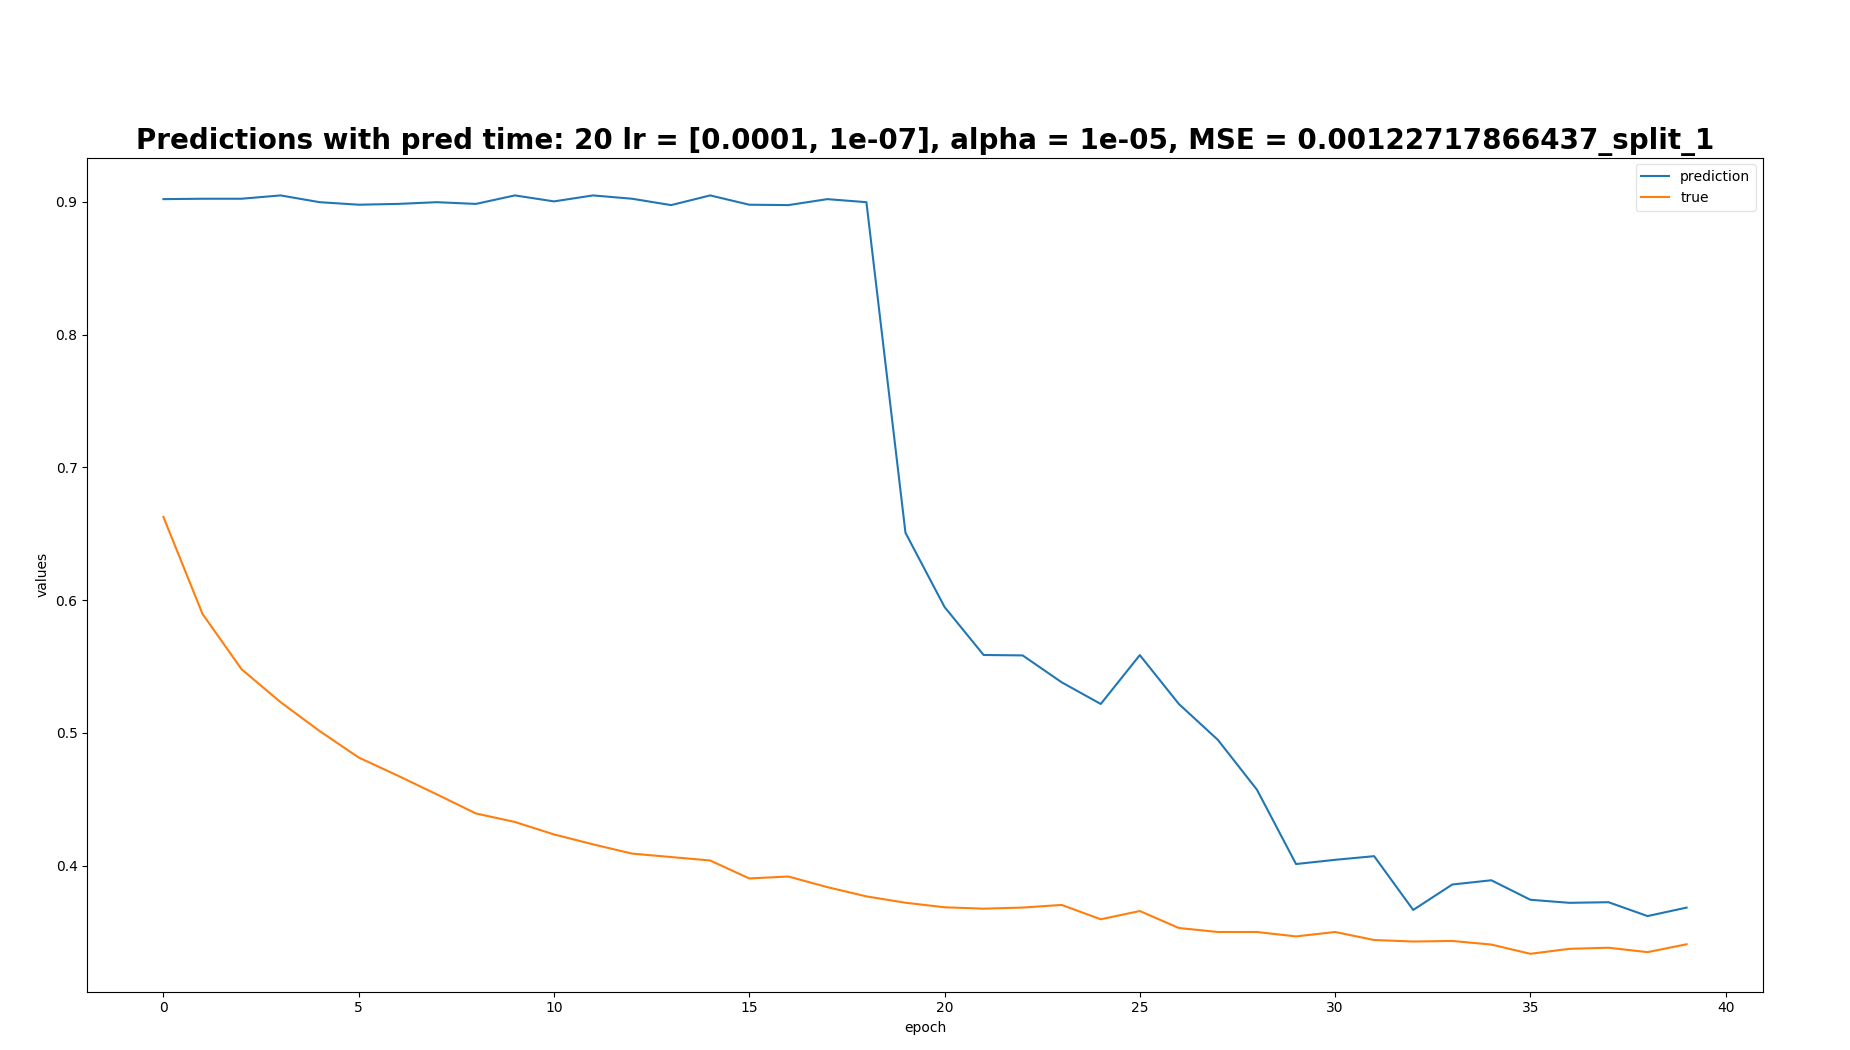 Predictions with pred time: 20 lr = [0.0001, 1e-07], alpha = 1e-05, MSE = 0.00122717866437_split_1
prediction
true
0.9
0.8
0.7
0.6
0.5
0.4
values
0 5 10 15 20 25 30 35 40
epoch